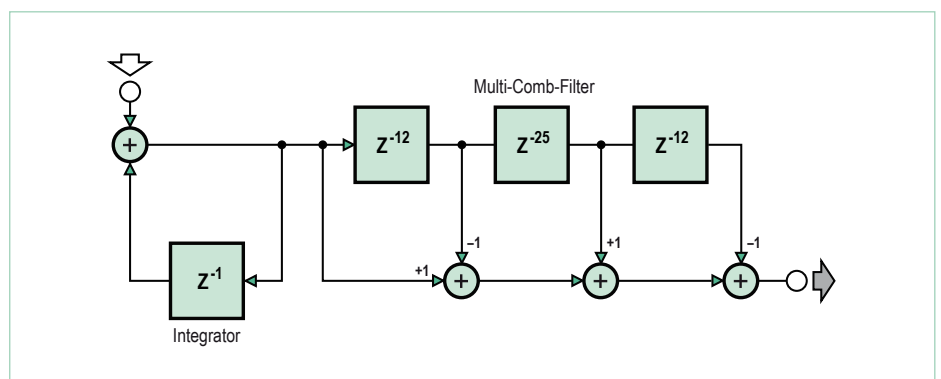 Multi-Comb-Filter
+
Z-12
Z-25
Z-12
–1
+1
–1
Z-1
+1
+
+
+
Integrator